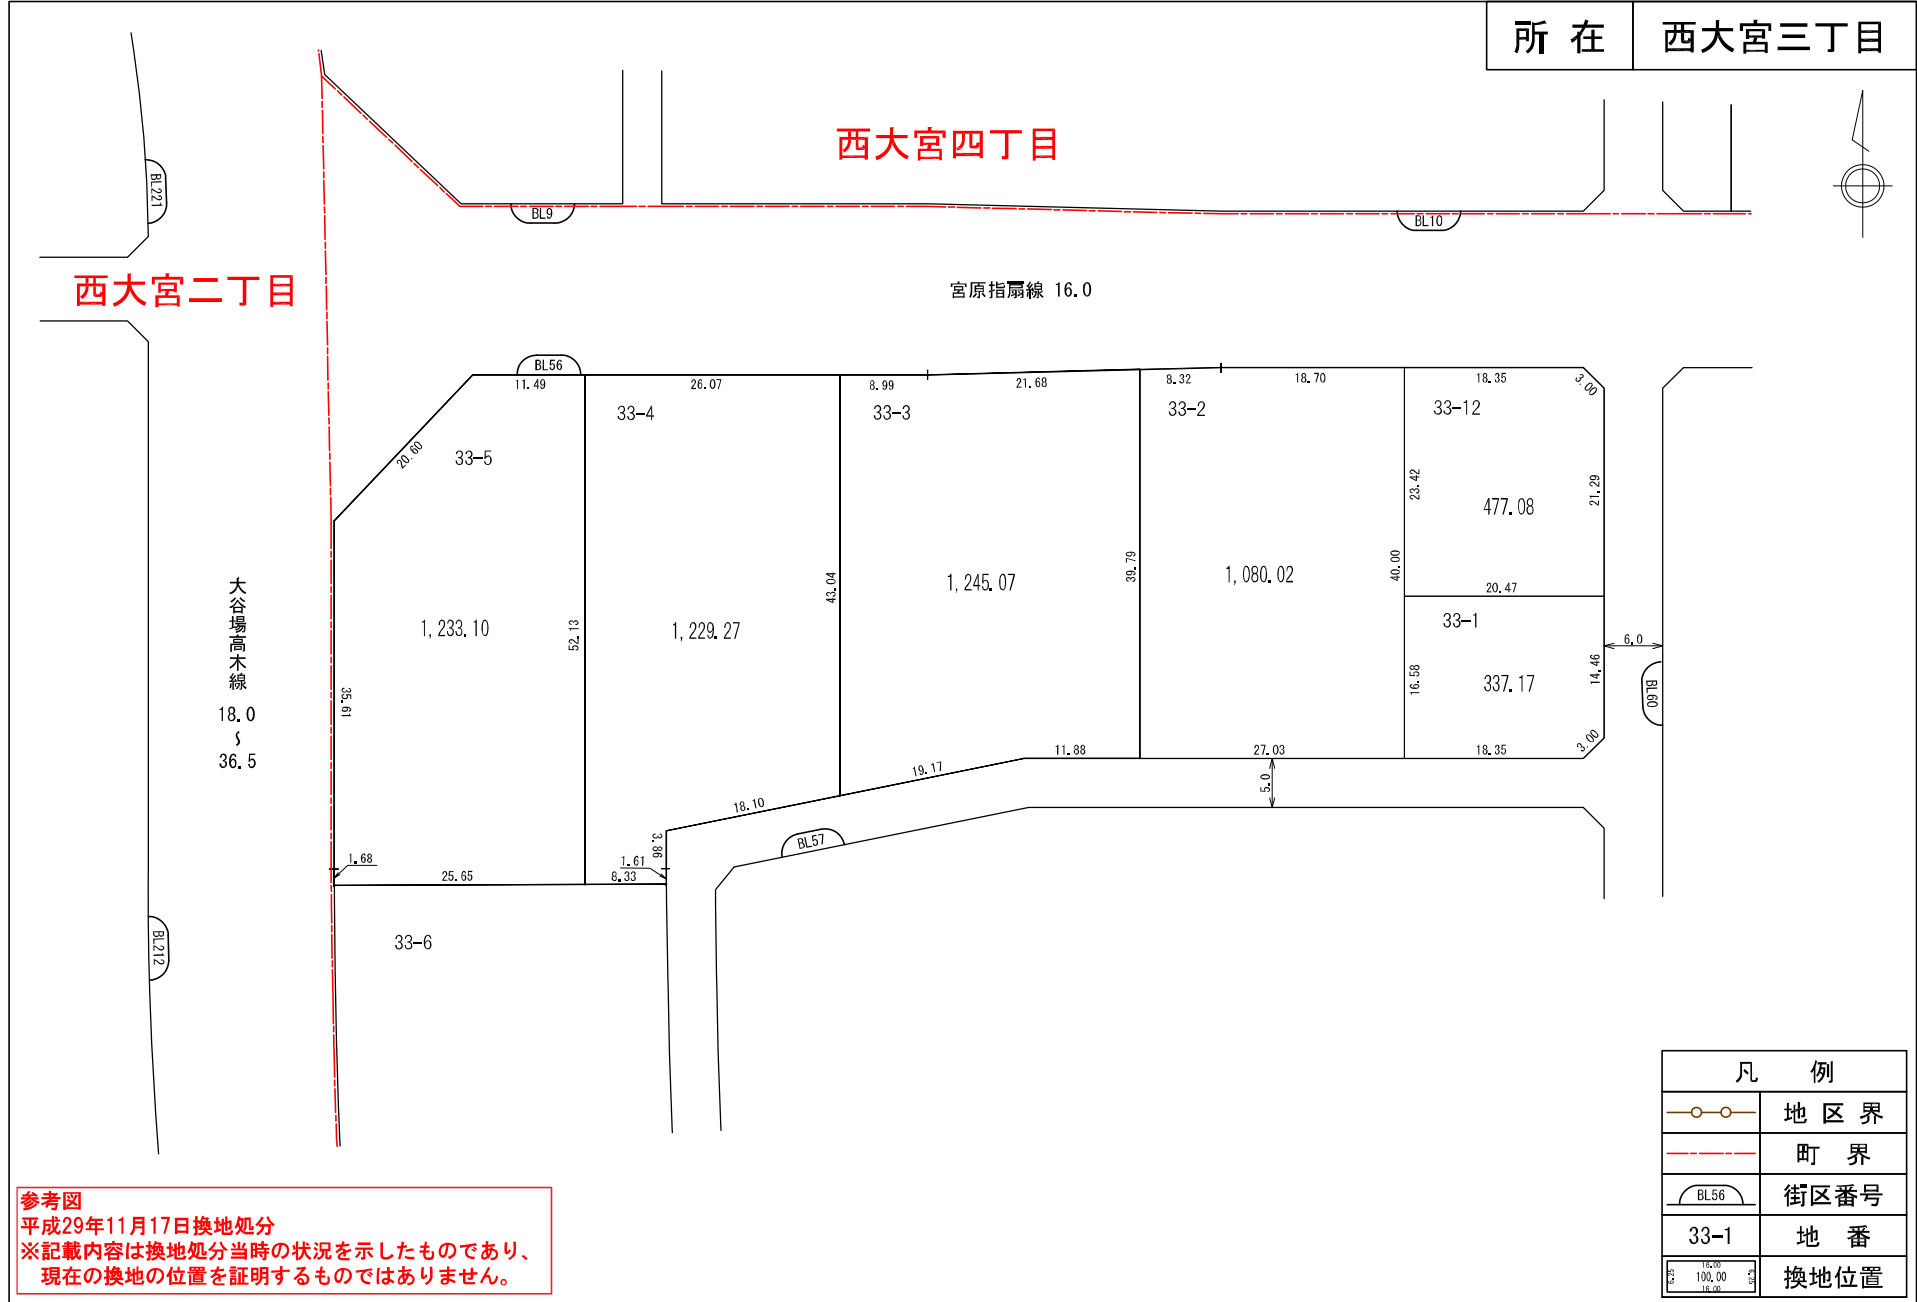 所 在 西大宮三丁目
西大宮四丁目
BL221
BL9
BL10
西大宮二丁目
宮原指扇線 16.0
BL56
11.49
26.07
8.99
21.68
8.32
18.70
18.35
3.00
33-4
33-3
33-2
33-12
20.60
33-5
23.42
21.29
477.08
43.04
39.79
40.00
1,245.07
1,080.02
20.47
大谷場高木線
18.0
~
36.5
1,233.10
52.13
1,229.27
33-1
6.0
35.61
16.58
337.17
14.46
BL60
11.88
27.03
18.35
3.00
19.17
5.0
18.10
3.86
BL57
1.68
1.61
25.65
8.33
33-6
BL212
凡 例
地 区 界
町 界
BL56 街区番号
33-1 地 番
16.00
6.25 100.00 6.25 換地位置
16.00
参考図
平成29年11月17日換地処分
※記載内容は換地処分当時の状況を示したものであり、
現在の換地の位置を証明するものではありません。